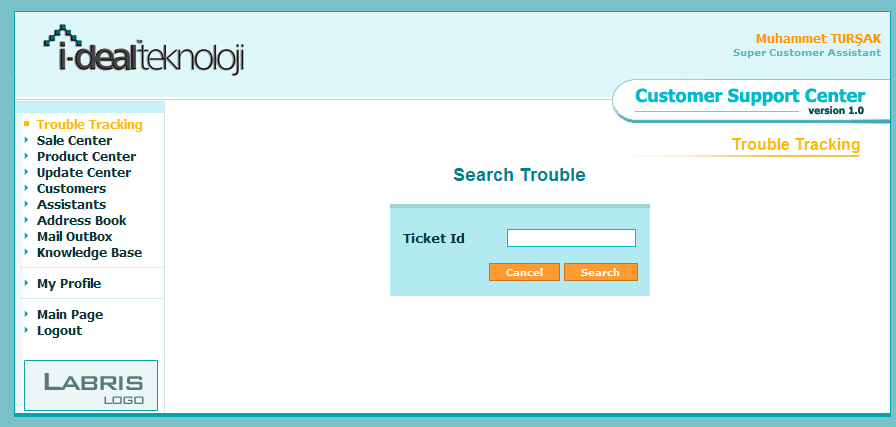 i-deal teknoloji
Muhammet TURŞAK
Super Customer Assistant
Customer Support Center
version 1.0
Trouble Tracking
Sale Center
Product Center
Update Center
Customers
Assistants
Address Book
Mail OutBox
Knowledge Base
My Profile
Main Page
Logout
LABRIS
LOGO
Trouble Tracking
Search Trouble
Ticket Id
Cancel Search